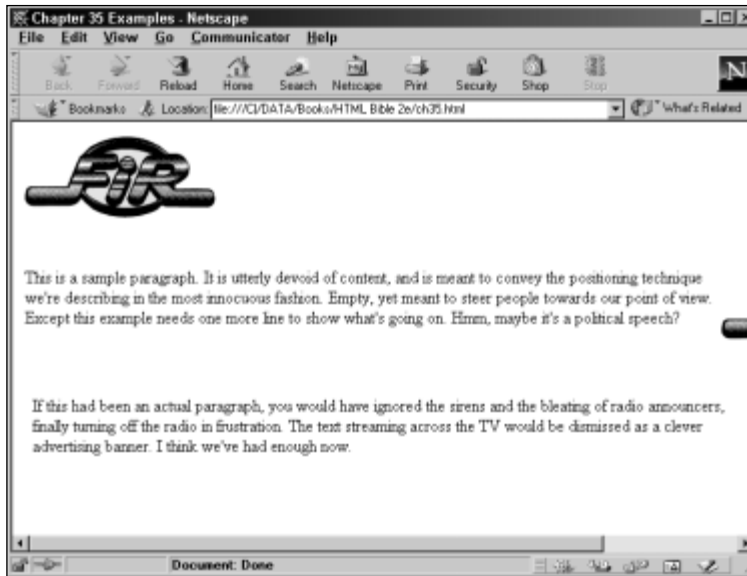 Chapter 35 Examples - Netscape
File Edit View Go Communicator Help
Back Forward Reload Home Search Netscape Print Security Shop Stop
N
Bookmarks Location: file:///C|/DATA/Books/HTML Bible 2e/ch35.html What's Related
FiR
This is a sample paragraph. It is utterly devoid of content, and is meant to convey the positioning technique
we're describing in the most innocuous fashion. Empty, yet meant to steer people towards our point of view.
Except this example needs one more line to show what's going on. Hmm, maybe it's a political speech?
If this had been an actual paragraph, you would have ignored the sirens and the bleating of radio announcers,
finally turning off the radio in frustration. The text streaming across the TV would be dismissed as a clever
advertising banner. I think we've had enough now.
Document: Done